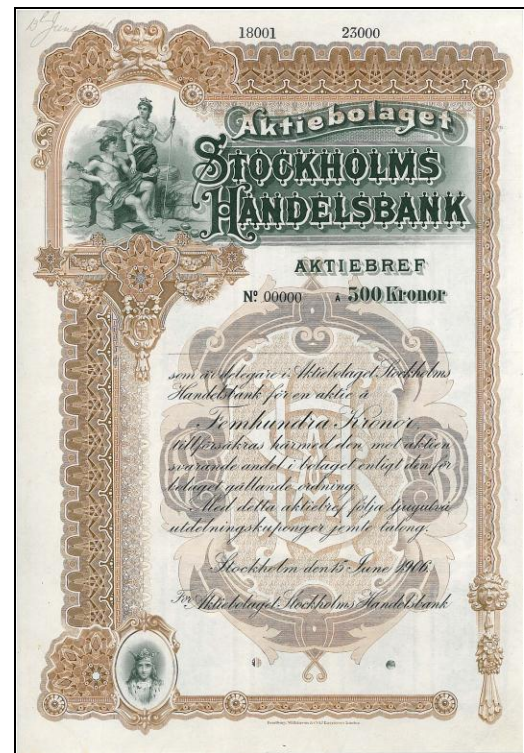 18001 23000
Aktiebolaget
STOCKHOLMS
HANDELSBANK
AKTIEBREF
Nº 00000 A 500 Kronor
som är delegare i Aktiebolaget Stockholms
Handelsbank för en aktie à
Femhundra Kronor,
tillförsäkras härmed den mot aktien
svarande andel i bolaget enligt den för
bolaget gällande ordning.
Med detta aktiebref följa tjugutvå
utdelningskuponger jemte talong.
Stockholm den 15 June 1906
För Aktiebolaget Stockholms Handelsbank